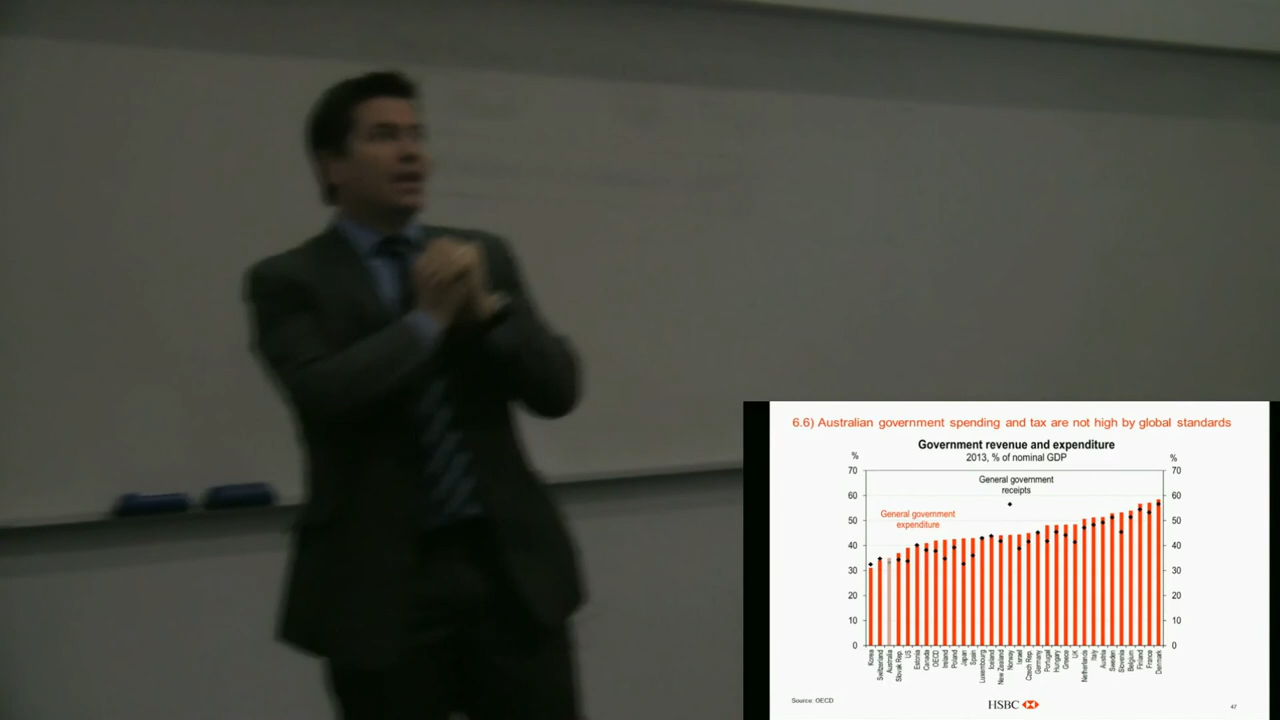 6.6) Australian government spending and tax are not high by global standards
Government revenue and expenditure
2013, % of nominal GDP
%
%
70
70
General government
receipts
60
60
General government
expenditure
50
50
40
40
30
30
20
20
10
10
0
0
Korea
Switzerland
Australia
Slovak Rep.
US
Estonia
Canada
OECD
Ireland
Poland
Japan
Spain
Luxembourg
Iceland
New Zealand
Norway
Israel
Czech Rep.
Germany
Portugal
Hungary
Greece
UK
Netherlands
Italy
Austria
Sweden
Slovenia
Belgium
Finland
France
Denmark
Source: OECD
HSBC
47